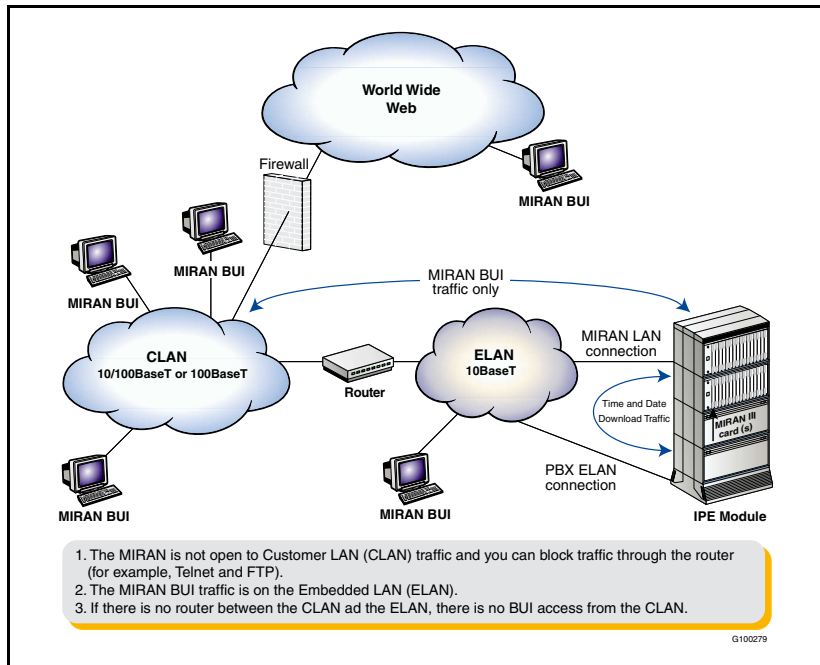 World Wide
Web
Firewall
MIRAN BUI
MIRAN BUI
MIRAN BUI
MIRAN BUI
traffic only
CLAN
10/100BaseT or 100BaseT
Router
ELAN
10BaseT
MIRAN LAN
connection
Time and Date
Download Traffic
MIRAN III
card (s)
PBX ELAN
connection
MIRAN BUI
MIRAN BUI
IPE Module
1. The MIRAN is not open to Customer LAN (CLAN) traffic and you can block traffic through the router
(for example, Telnet and FTP).
2. The MIRAN BUI traffic is on the Embedded LAN (ELAN).
3. If there is no router between the CLAN ad the ELAN, there is no BUI access from the CLAN.
G100279